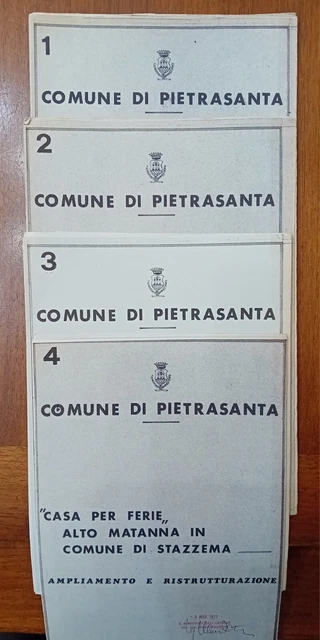 1
COMUNE DI PIETRASANTA
2
COMUNE DI PIETRASANTA
3
COMUNE DI PIETRASANTA
4
COMUNE DI PIETRASANTA
"CASA PER FERIE„
ALTO MATANNA IN
COMUNE DI STAZZEMA
AMPLIAMENTO E RISTRUTTURAZIONE